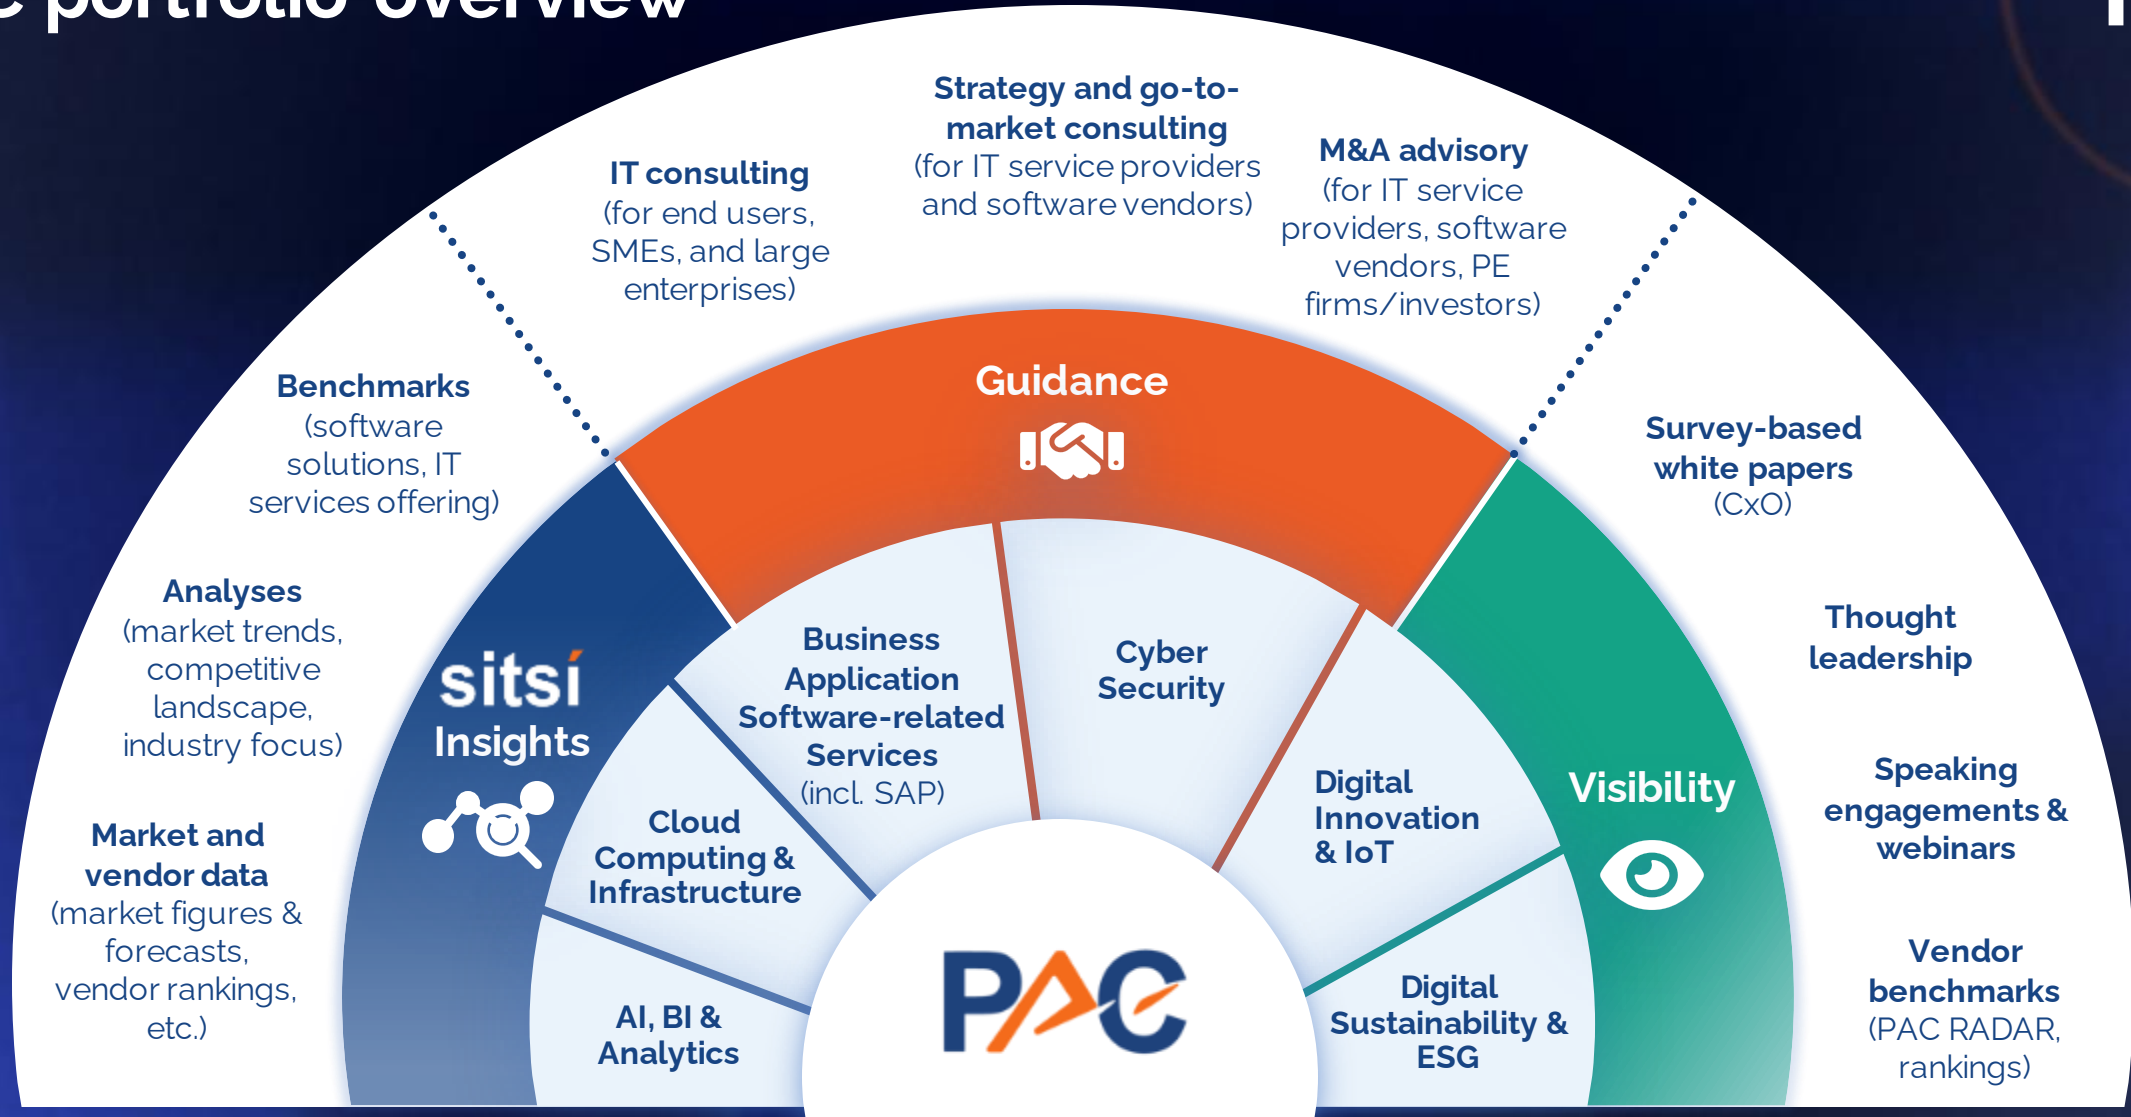 portfolio overview
Strategy and go-to-
market consulting
(for IT service providers
and software vendors)
IT consulting
(for end users,
SMEs, and large
enterprises)
M&A advisory
(for IT service
providers, software
vendors, PE
firms/investors)
Benchmarks
(software
solutions, IT
services offering)
Analyses
(market trends,
competitive
landscape,
industry focus)
Market and
vendor data
(market figures &
forecasts,
vendor rankings,
etc.)
Survey-based
white papers
(CxO)
Thought
leadership
Speaking
engagements &
webinars
Vendor
benchmarks
(PAC RADAR,
rankings)
Guidance
sitsí
Insights
Visibility
AI, BI &
Analytics
Cloud
Computing &
Infrastructure
Business
Application
Software-related
Services
(incl. SAP)
Cyber
Security
Digital
Innovation
& IoT
Digital
Sustainability &
ESG
PAC